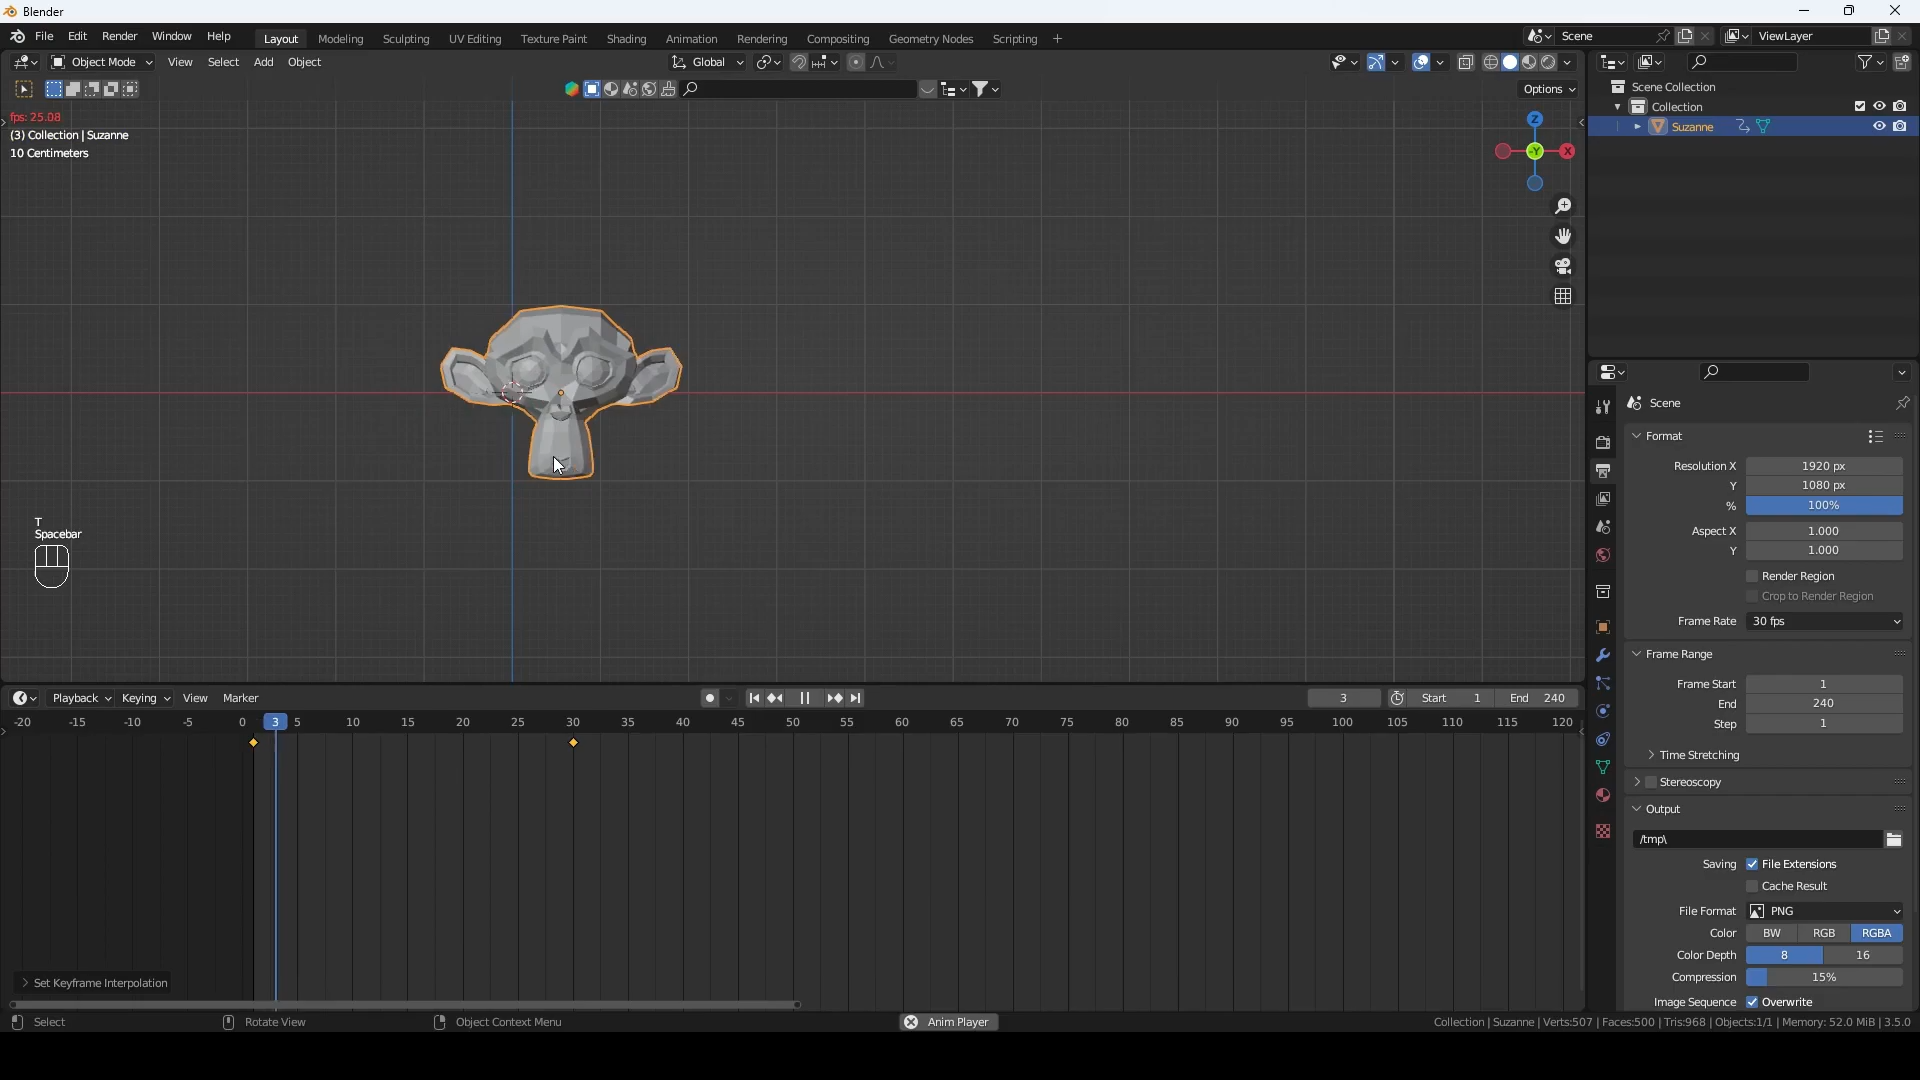 Blender
File Edit Render Window Help Layout Modeling Sculpting UV Editing Texture Paint Shading Animation Rendering Compositing Geometry Nodes Scripting + Scene ViewLayer
Object Mode View Select Add Object Global
Options
fps: 25.08
(3) Collection | Suzanne
10 Centimeters
Z
-Y
X
T
Spacebar
Scene Collection
Collection
Suzanne
Scene
Format
Resolution X 1920 px
Y 1080 px
% 100%
Aspect X 1.000
Y 1.000
Render Region
Crop to Render Region
Frame Rate 30 fps
Frame Range
Frame Start 1
End 240
Step 1
Time Stretching
Stereoscopy
Output
/tmp\
Saving File Extensions
Cache Result
File Format PNG
Color BW RGB RGBA
Color Depth 8 16
Compression 15%
Image Sequence Overwrite
Playback Keying View Marker 3 Start 1 End 240
-20 -15 -10 -5 0 3 5 10 15 20 25 30 35 40 45 50 55 60 65 70 75 80 85 90 95 100 105 110 115 120
Set Keyframe Interpolation
Select Rotate View Object Context Menu Anim Player Collection | Suzanne | Verts:507 | Faces:500 | Tris:968 | Objects:1/1 | Memory: 52.0 MiB | 3.5.0